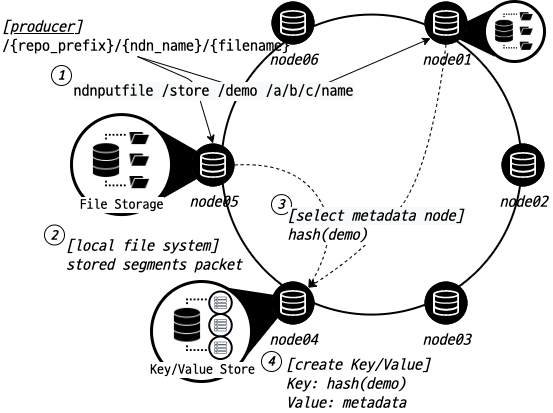 [producer]
/{repo_prefix}/{ndn_name}/{filename}
node06
node01
1
ndnputfile /store /demo /a/b/c/name
File Storage
node05
node02
3
[select metadata node]
hash(demo)
2
[local file system]
stored segments packet
node04
node03
Key/Value Store
4
[create Key/Value]
Key: hash(demo)
Value: metadata